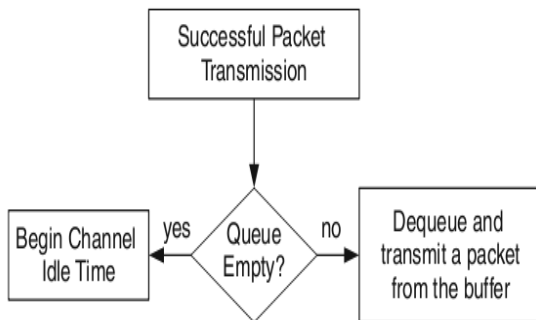 Successful Packet
Transmission
yes
no
Begin Channel
Idle Time
Queue
Empty?
Dequeue and
transmit a packet
from the buffer